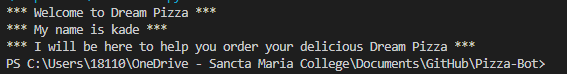 *** Welcome to Dream Pizza ***
*** My name is kade ***
*** I will be here to help you order your delicious Dream Pizza ***
PS C:\Users\18110\OneDrive - Sancta Maria College\Documents\GitHub\Pizza-Bot>